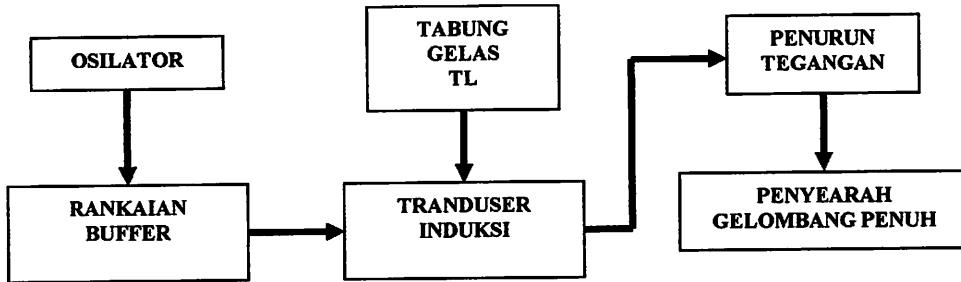 OSILATOR
TABUNG
GELAS
TL
PENURUN
TEGANGAN
RANKAIAN
BUFFER
TRANDUSER
INDUKSI
PENYEARAH
GELOMBANG PENUH